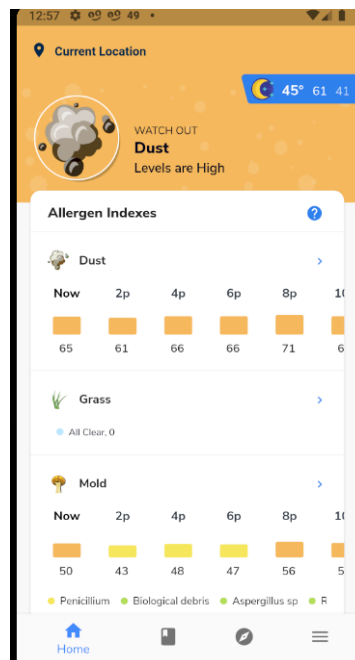 12:57 49
Current Location
45° 61 41
WATCH OUT
Dust
Levels are High
Allergen Indexes
?
Dust
Now 2p 4p 6p 8p
65 61 66 66 71
Grass
All Clear, 0
Mold
Now 2p 4p 6p 8p
50 43 48 47 56
Penicillium Biological debris Aspergillus sp R
Home